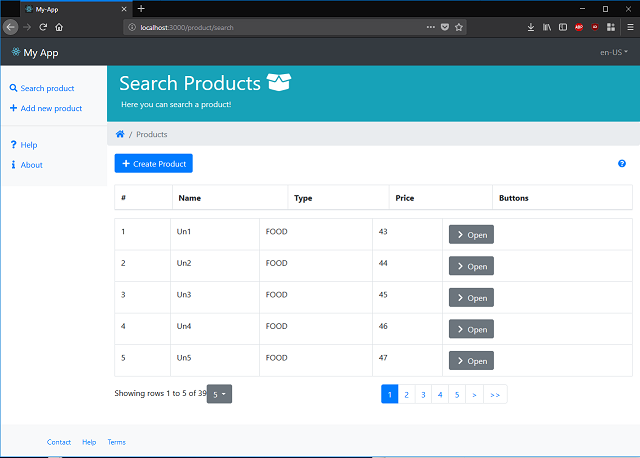 My-App
localhost:3000/product/search
My App
en-US
Search product
Add new product
Help
About
Search Products
Here you can search a product!
/ Products
Create Product
# Name Type Price Buttons
1 Un1 FOOD 43 Open
2 Un2 FOOD 44 Open
3 Un3 FOOD 45 Open
4 Un4 FOOD 46 Open
5 Un5 FOOD 47 Open
Showing rows 1 to 5 of 39 5 1 2 3 4 5 > >>
Contact Help Terms